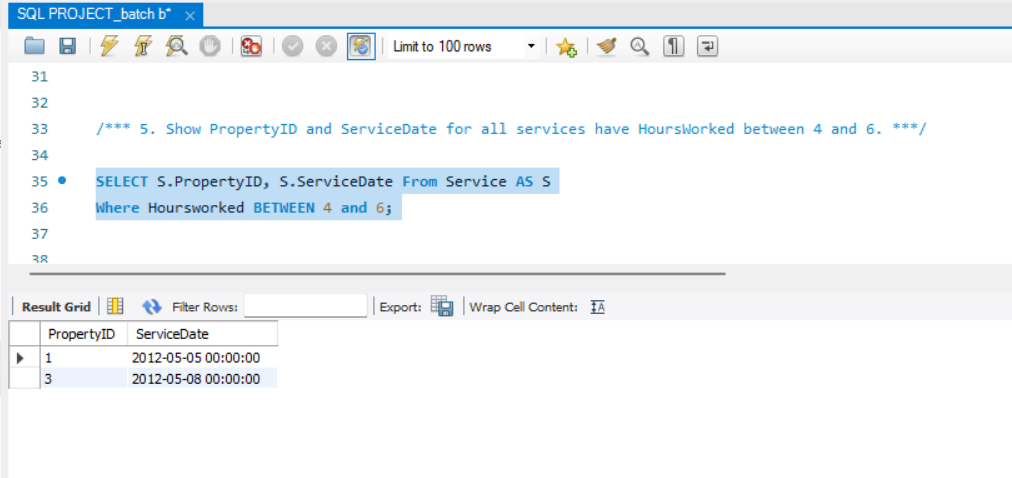 SQL PROJECT_batch b* ×
Limit to 100 rows
31
32
33 /*** 5. Show PropertyID and ServiceDate for all services have HoursWorked between 4 and 6. ***/
34
35 SELECT S.PropertyID, S.ServiceDate From Service AS S
36 Where Hoursworked BETWEEN 4 and 6;
37
38
Result Grid Filter Rows: Export: Wrap Cell Content: IA
PropertyID ServiceDate
1 2012-05-05 00:00:00
3 2012-05-08 00:00:00